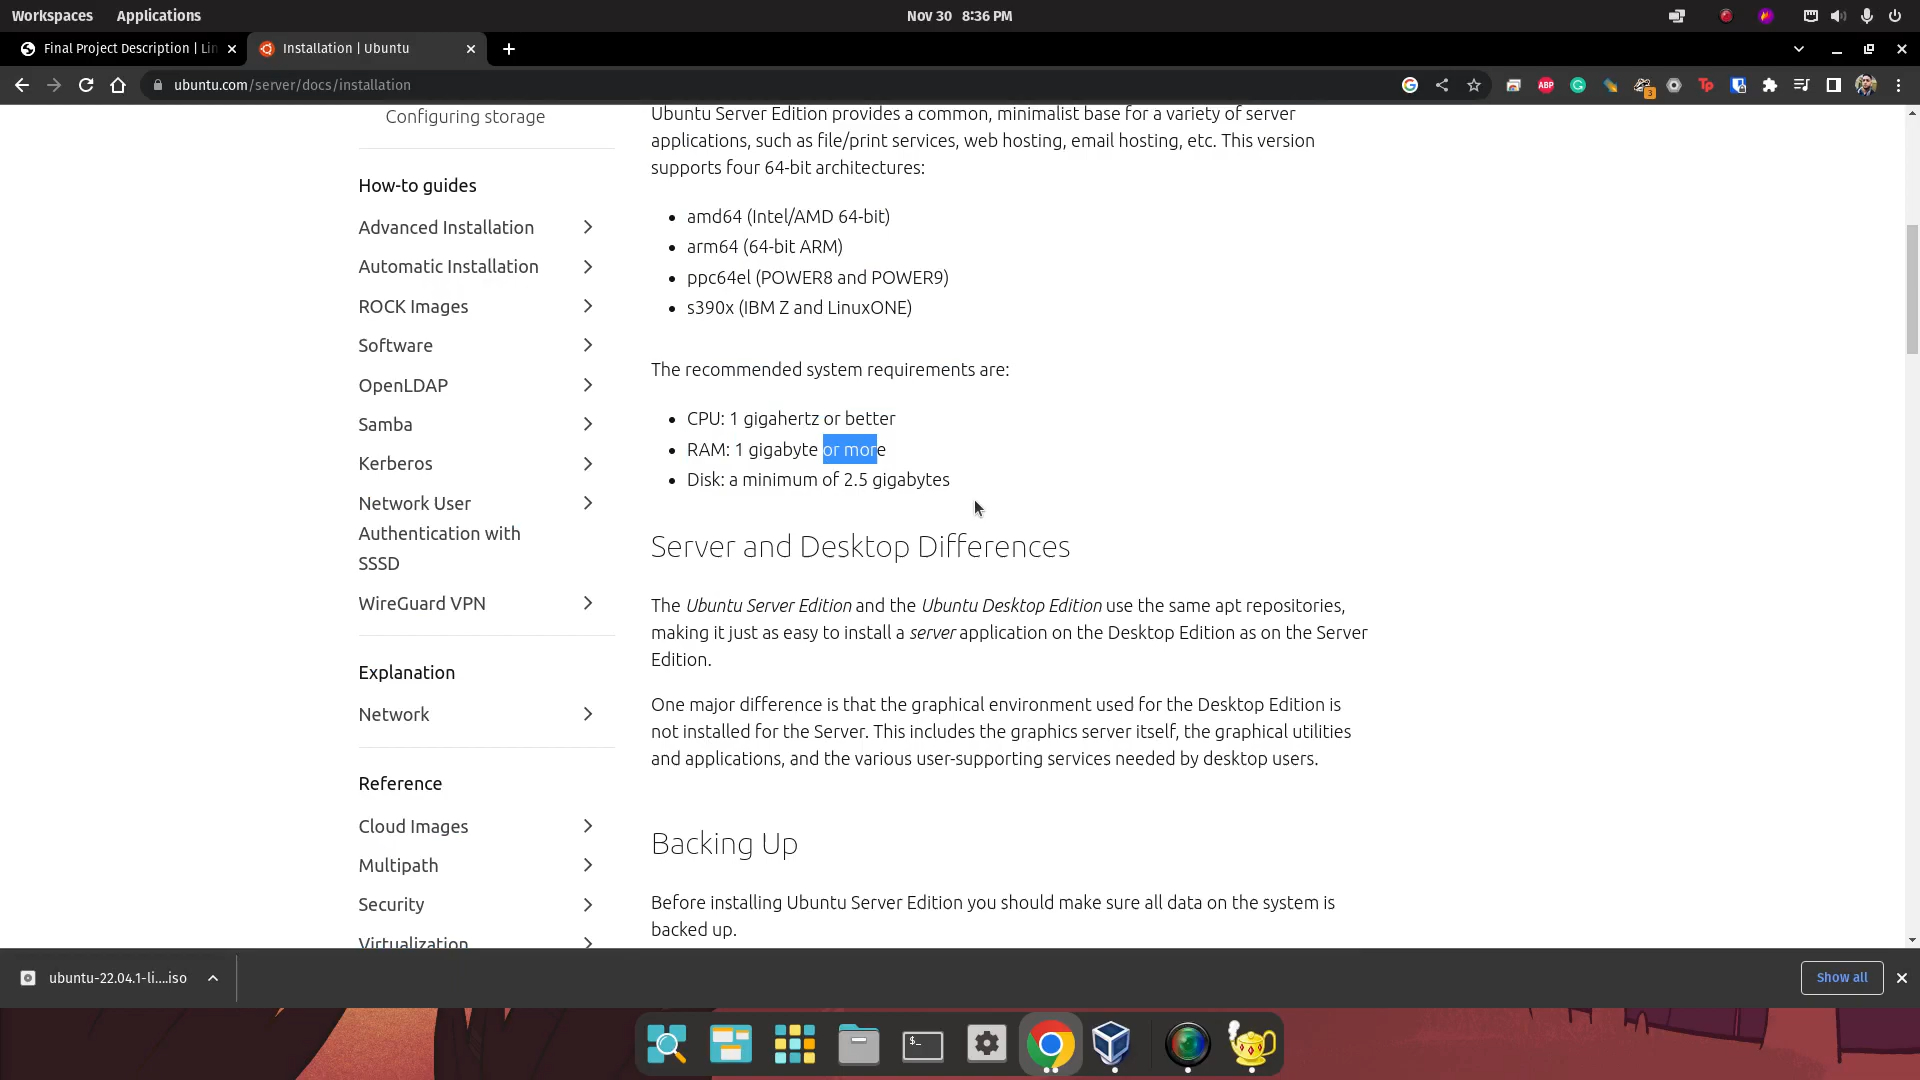 Workspaces Applications Nov 30 8:36 PM
Final Project Description | Lin Installation | Ubuntu
ubuntu.com/server/docs/installation
ABP 3 Tp
Configuring storage
How-to guides
Advanced Installation
Automatic Installation
ROCK Images
Software
OpenLDAP
Samba
Kerberos
Network User
Authentication with
SSSD
WireGuard VPN
Explanation
Network
Reference
Cloud Images
Multipath
Security
Virtualization
Ubuntu Server Edition provides a common, minimalist base for a variety of server
applications, such as file/print services, web hosting, email hosting, etc. This version
supports four 64-bit architectures:
• amd64 (Intel/AMD 64-bit)
• arm64 (64-bit ARM)
• ppc64el (POWER8 and POWER9)
• s390x (IBM Z and LinuxONE)
The recommended system requirements are:
• CPU: 1 gigahertz or better
• RAM: 1 gigabyte or more
• Disk: a minimum of 2.5 gigabytes
Server and Desktop Differences
The Ubuntu Server Edition and the Ubuntu Desktop Edition use the same apt repositories,
making it just as easy to install a server application on the Desktop Edition as on the Server
Edition.
One major difference is that the graphical environment used for the Desktop Edition is
not installed for the Server. This includes the graphics server itself, the graphical utilities
and applications, and the various user-supporting services needed by desktop users.
Backing Up
Before installing Ubuntu Server Edition you should make sure all data on the system is
backed up.
ubuntu-22.04.1-li....iso Show all
$_